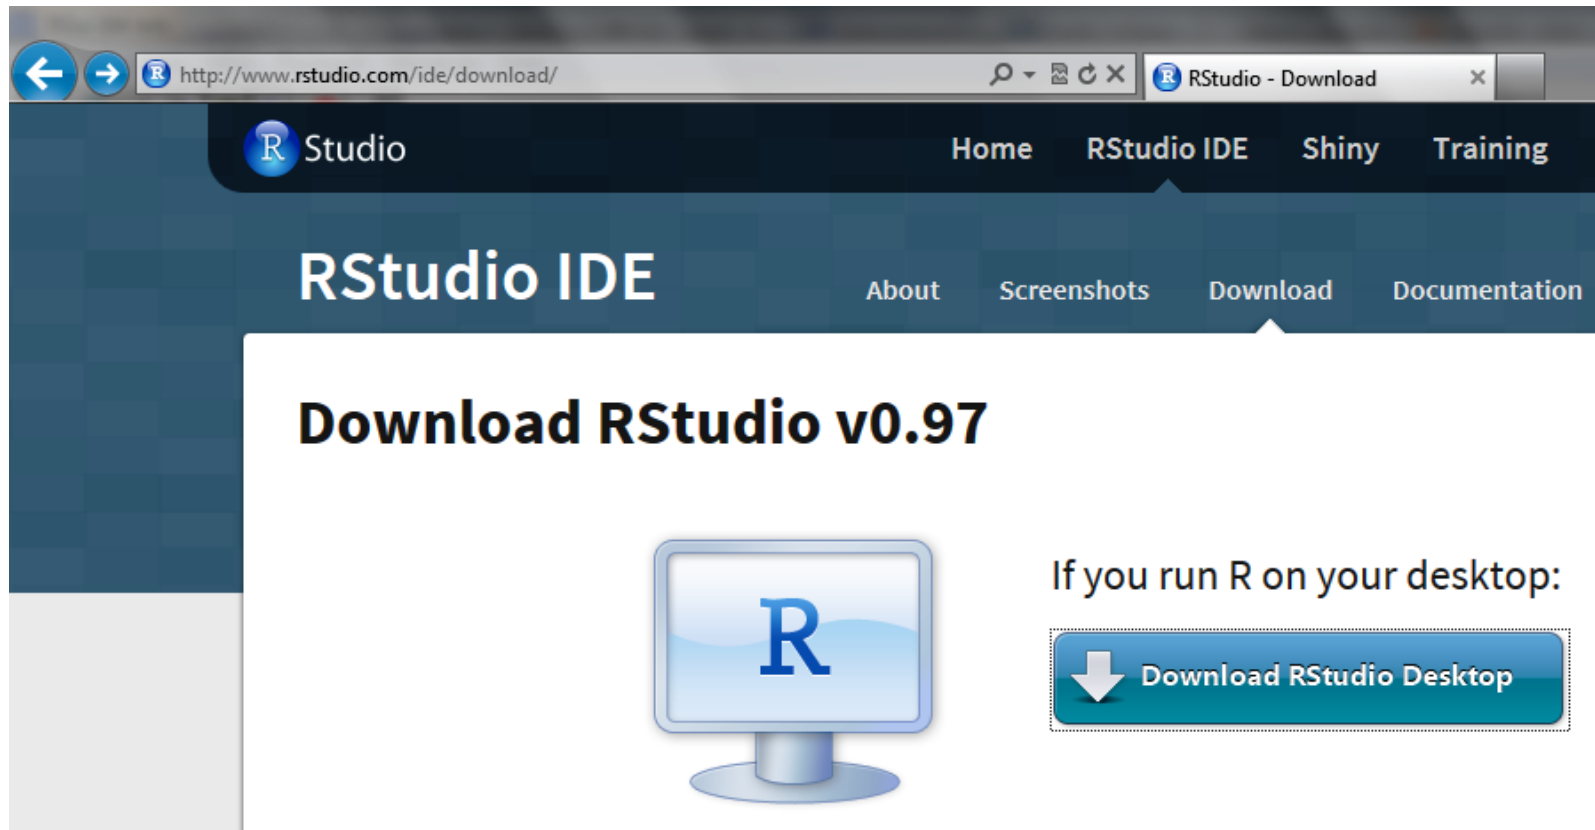 http://www.rstudio.com/ide/download/ RStudio - Download
R Studio Home RStudio IDE Shiny Training
RStudio IDE About Screenshots Download Documentation
Download RStudio v0.97
R
If you run R on your desktop:
Download RStudio Desktop